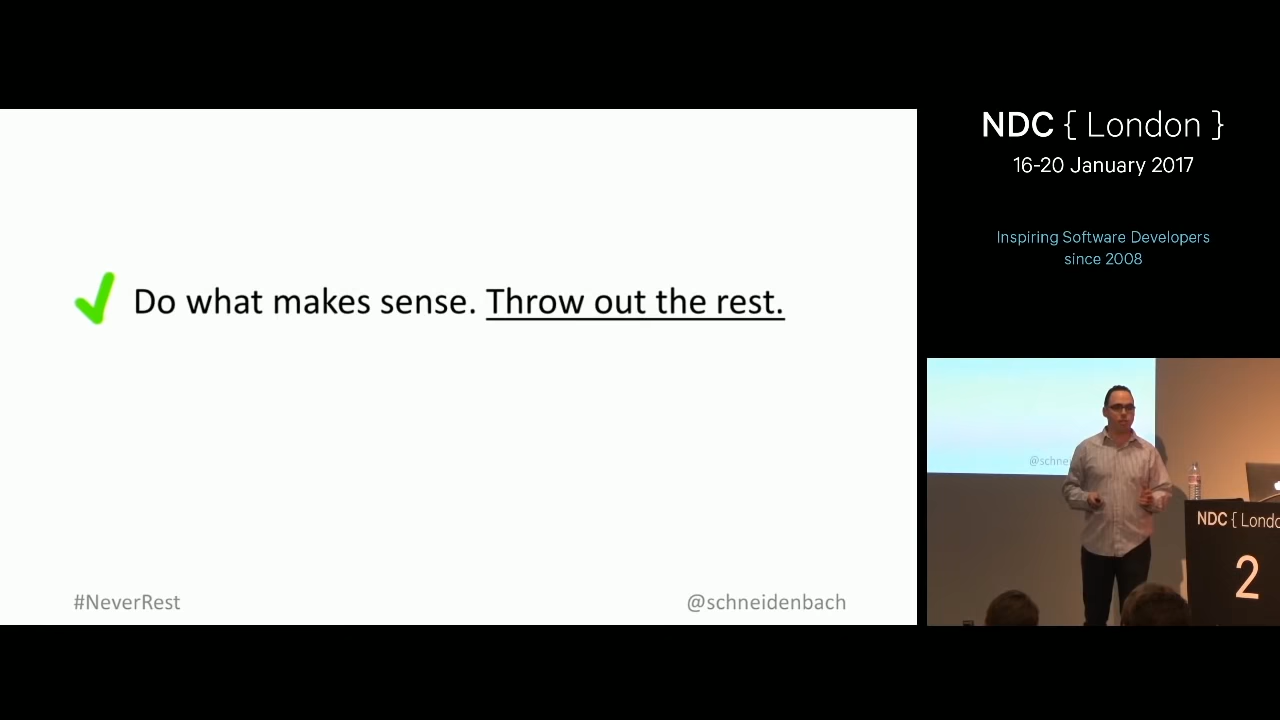 Do what makes sense. Throw out the rest.
#NeverRest
@schneidenbach
NDC { London }
16-20 January 2017
Inspiring Software Developers
since 2008
@schne
NDC { Londo
2